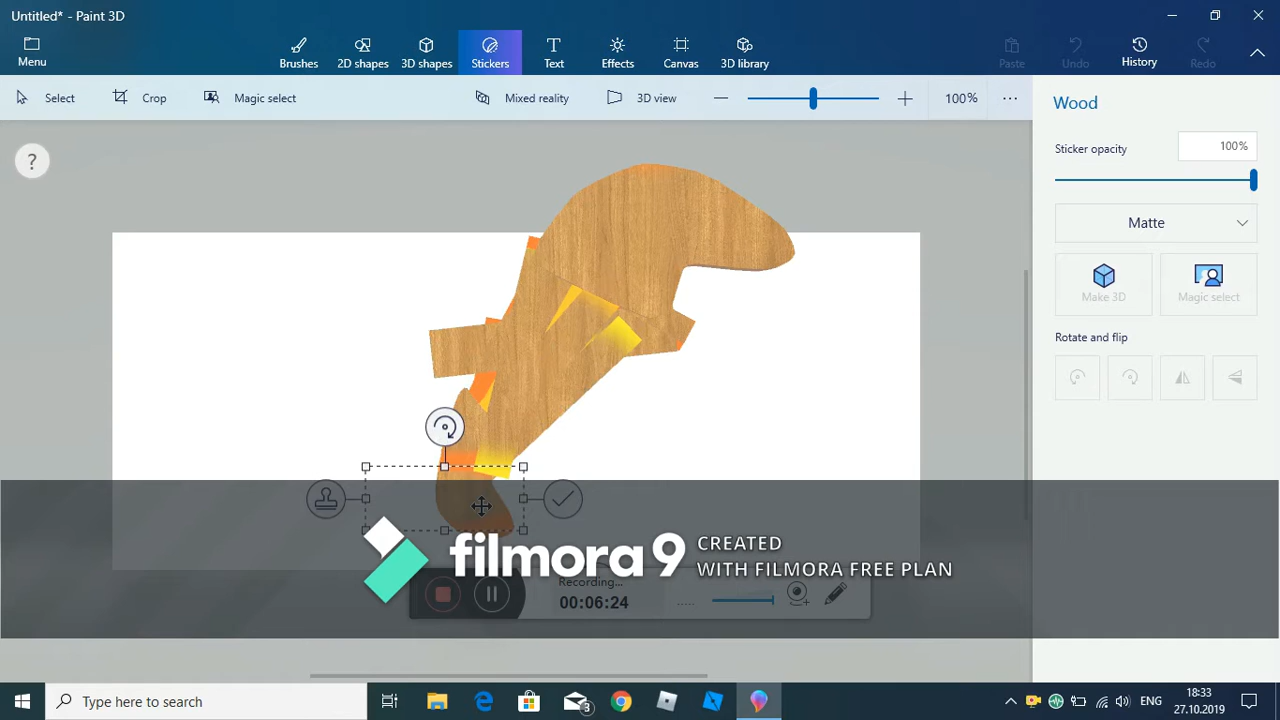 Untitled* - Paint 3D
Menu
Brushes
2D shapes
3D shapes
Stickers
Text
Effects
Canvas
3D library
Paste
Undo
History
Redo
Select
Crop
Magic select
Mixed reality
3D view
100%
Wood
?
Sticker opacity
100%
Matte
Make 3D
Magic select
Rotate and flip
filmora 9
CREATED
WITH FILMORA FREE PLAN
Recording...
00:06:24
Type here to search
3
ENG
18:33
27.10.2019